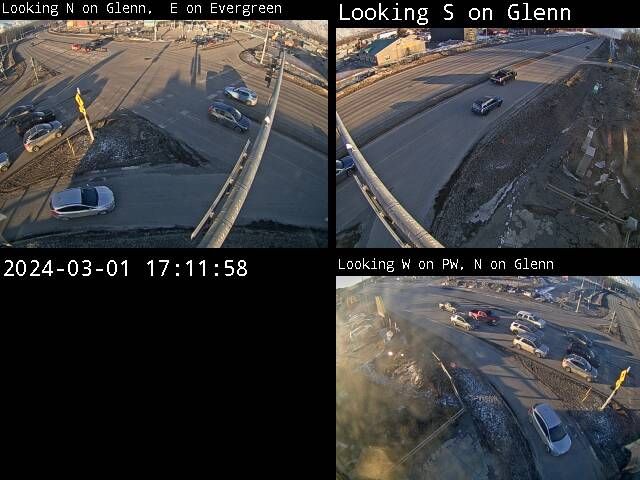 Looking N on Glenn,  E on Evergreen
Looking S on Glenn
2024-03-01 17:11:58
Looking W on PW, N on Glenn